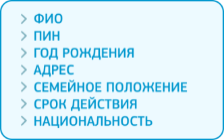 ФИО
ПИН
ГОД РОЖДЕНИЯ
АДРЕС
СЕМЕЙНОЕ ПОЛОЖЕНИЕ
СРОК ДЕЙСТВИЯ
НАЦИОНАЛЬНОСТЬ